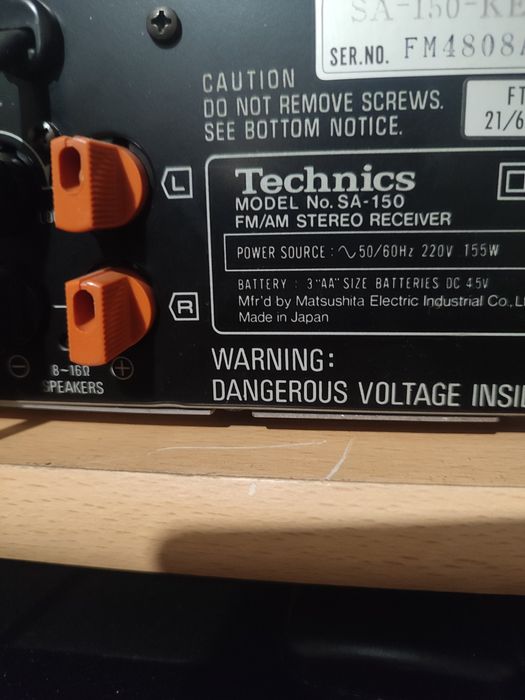 SA-150-KE
SER.NO. FM4808
CAUTION
DO NOT REMOVE SCREWS.
SEE BOTTOM NOTICE.
FT
21/6
L
Technics
MODEL No. SA-150
FM/AM STEREO RECEIVER
POWER SOURCE : ∿50/60Hz 220V T55W
BATTERY : 3 "AA" SIZE BATTERIES DC 4.5V
Mfr'd by Matsushita Electric Industrial Co.,
Made in Japan
R
− +
8~16Ω
SPEAKERS
WARNING:
DANGEROUS VOLTAGE INSI